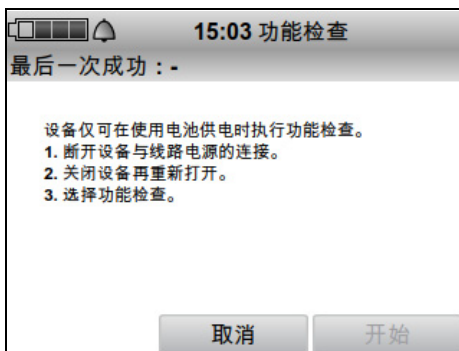 15:03 功能检查
最后一次成功：-
设备仅可在使用电池供电时执行功能检查。
1. 断开设备与线路电源的连接。
2. 关闭设备再重新打开。
3. 选择功能检查。
取消
开始